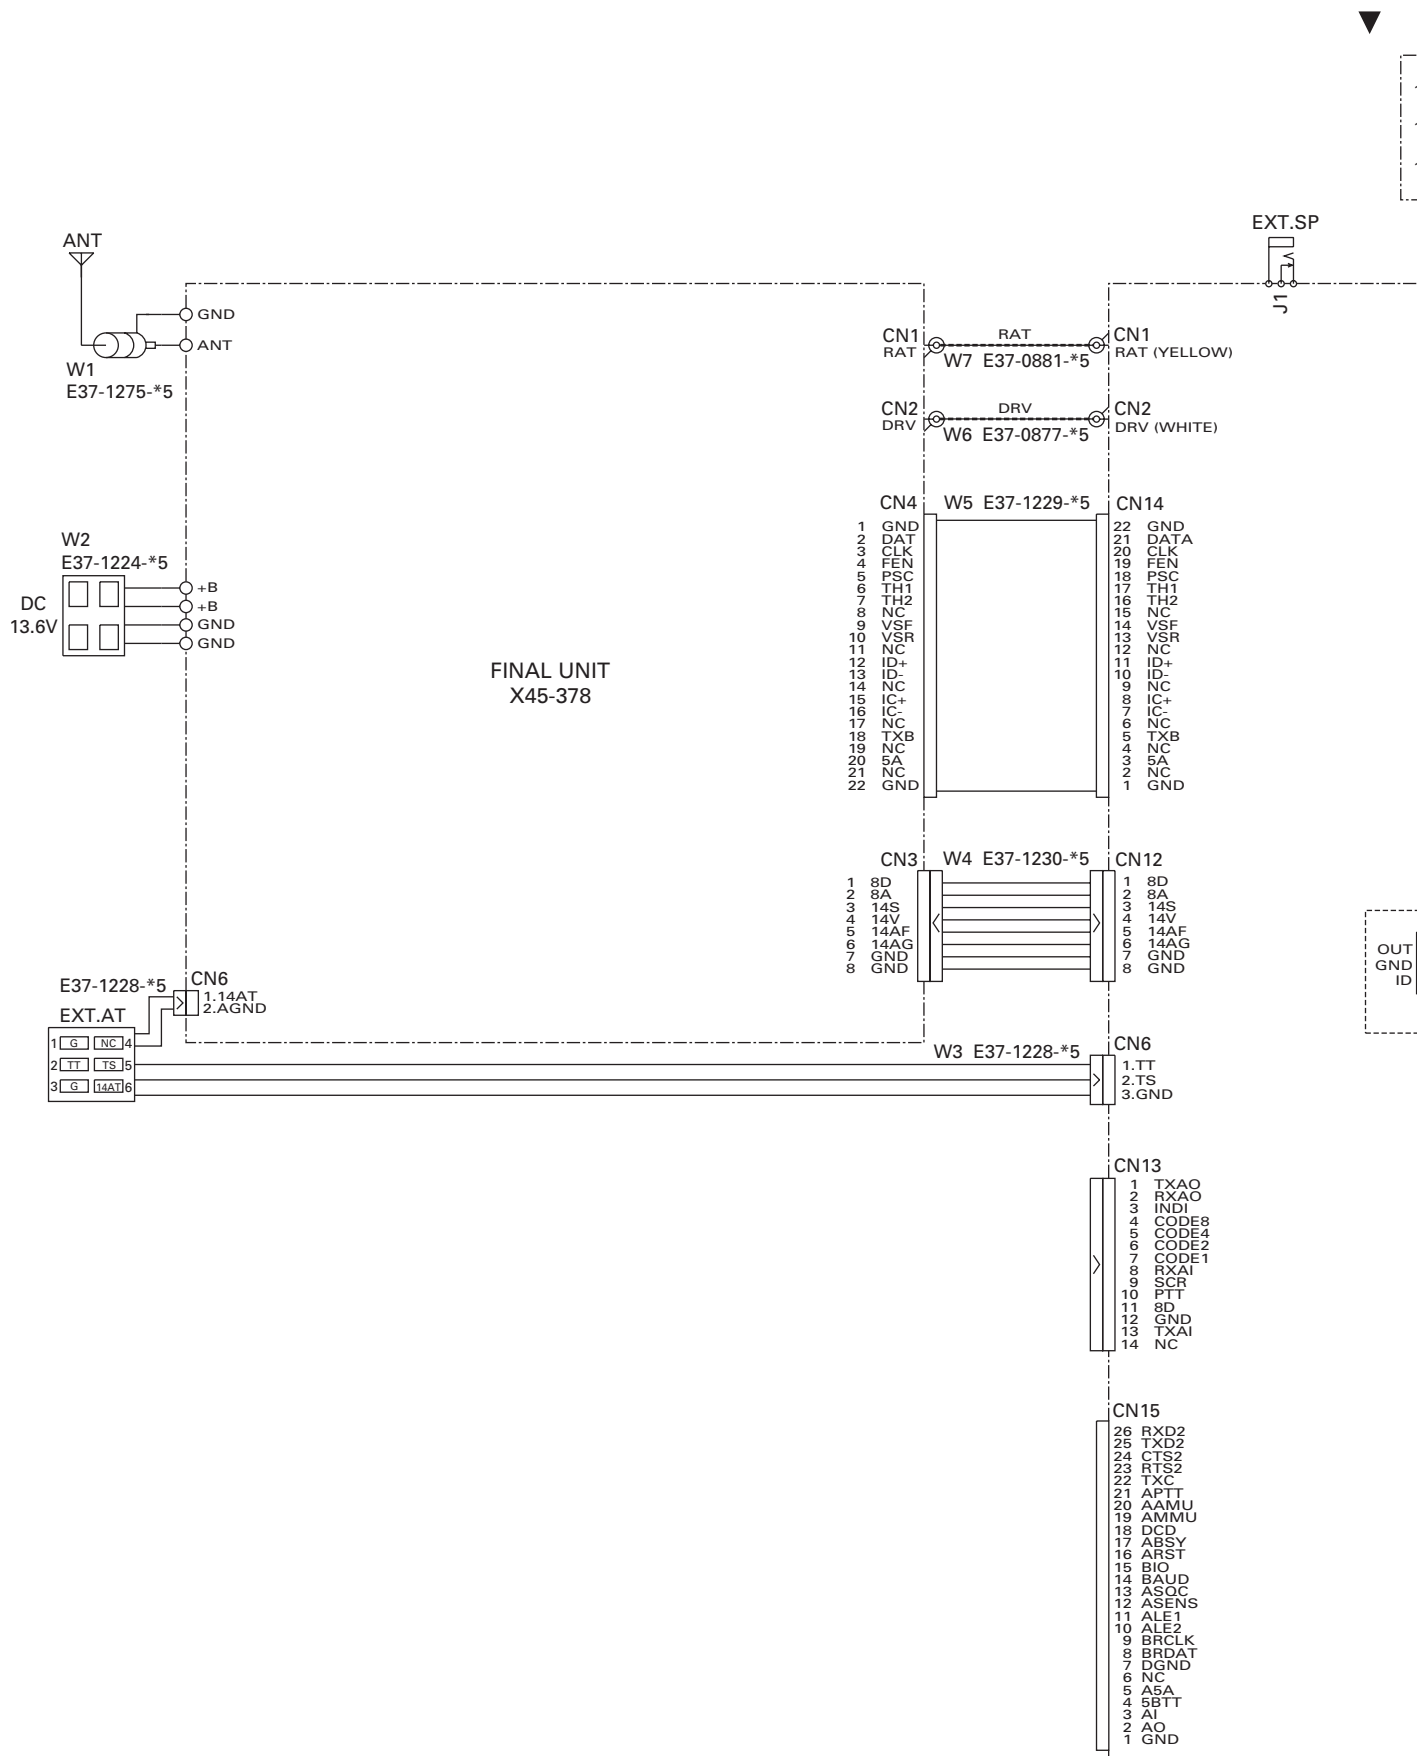 EXT.SP
J1
ANT
GND
ANT
W1
E37-1275-*5
CN1
RAT
RAT
W7 E37-0881-*5
CN1
RAT (YELLOW)
CN2
DRV
DRV
W6 E37-0877-*5
CN2
DRV (WHITE)
W2
E37-1224-*5
DC
13.6V
+B
+B
GND
GND
FINAL UNIT
X45-378
CN4
W5 E37-1229-*5
CN14
1 GND
2 DAT
3 CLK
4 FEN
5 PSC
6 TH1
7 TH2
8 NC
9 VSF
10 VSR
11 NC
12 ID+
13 ID-
14 NC
15 IC+
16 IC-
17 NC
18 TXB
19 NC
20 5A
21 NC
22 GND
22 GND
21 DATA
20 CLK
19 FEN
18 PSC
17 TH1
16 TH2
15 NC
14 VSF
13 VSR
12 NC
11 ID+
10 ID-
9 NC
8 IC+
7 IC-
6 NC
5 TXB
4 NC
3 5A
2 NC
1 GND
CN3
W4 E37-1230-*5
CN12
1 8D
2 8A
3 14S
4 14V
5 14AF
6 14AG
7 GND
8 GND
1 8D
2 8A
3 14S
4 14V
5 14AF
6 14AG
7 GND
8 GND
OUT
GND
ID
E37-1228-*5
CN6
1.14AT
2.AGND
EXT.AT
1 G NC 4
2 TT TS 5
3 G 14AT 6
W3 E37-1228-*5
CN6
1.TT
2.TS
3.GND
CN13
1 TXAO
2 RXAO
3 INDI
4 CODE8
5 CODE4
6 CODE2
7 CODE1
8 RXAI
9 SCR
10 PTT
11 8D
12 GND
13 TXAI
14 NC
CN15
26 RXD2
25 TXD2
24 CTS2
23 RTS2
22 TXC
21 APTT
20 AAMU
19 AMMU
18 DCD
17 ABSY
16 ARST
15 BIO
14 BAUD
13 ASQC
12 ASENS
11 ALE1
10 ALE2
9 BRCLK
8 BRDAT
7 DGND
6 NC
5 A5A
4 5BTT
3 AI
2 AO
1 GND